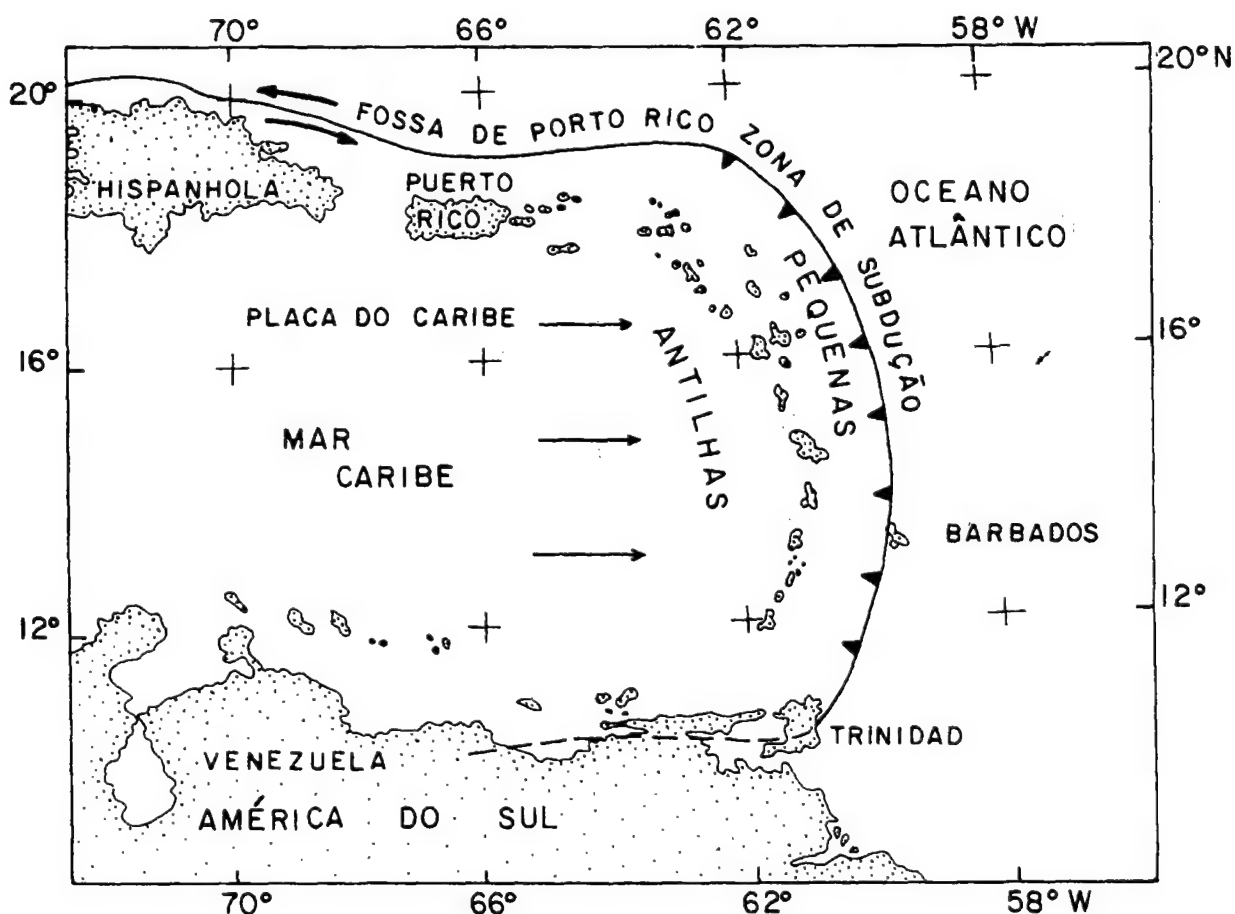 70° 66° 62° 58° W
20° 20° N
FOSSA DE PORTO RICO
ZONA DE SUBDUÇÃO
HISPANHOLA
PUERTO
RICO
OCEANO
ATLÂNTICO
PEQUENAS
ANTILHAS
PLACA DO CARIBE
16° 16°
MAR
CARIBE
BARBADOS
12° 12°
TRINIDAD
VENEZUELA
AMÉRICA DO SUL
70° 66° 62° 58° W